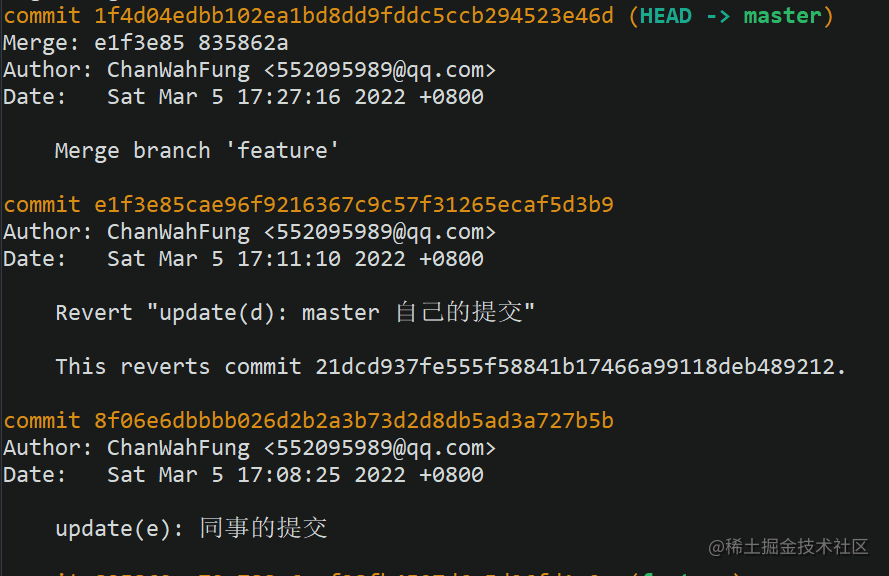 commit 1f4d04edbb102ea1bd8dd9fddc5ccb294523e46d (HEAD -> master)
Merge: e1f3e85 835862a
Author: ChanWahFung <552095989@qq.com>
Date:   Sat Mar 5 17:27:16 2022 +0800
Merge branch 'feature'
commit e1f3e85cae96f9216367c9c57f31265ecaf5d3b9
Author: ChanWahFung <552095989@qq.com>
Date:   Sat Mar 5 17:11:10 2022 +0800
Revert "update(d): master 自己的提交"
This reverts commit 21dcd937fe555f58841b17466a99118deb489212.
commit 8f06e6dbbbb026d2b2a3b73d2d8db5ad3a727b5b
Author: ChanWahFung <552095989@qq.com>
Date:   Sat Mar 5 17:08:25 2022 +0800
update(e): 同事的提交
@稀土掘金技术社区